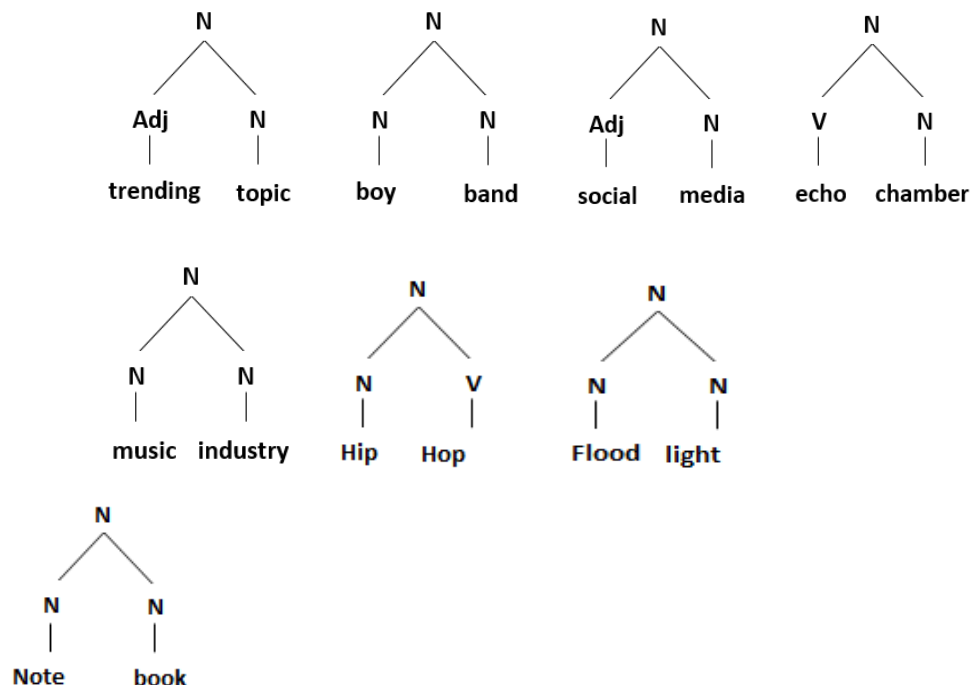 N N N N
Adj N N N Adj N V N
trending topic boy band social media echo chamber
N N N
N N N V N N
music industry Hip Hop Flood light
N
N N
Note book